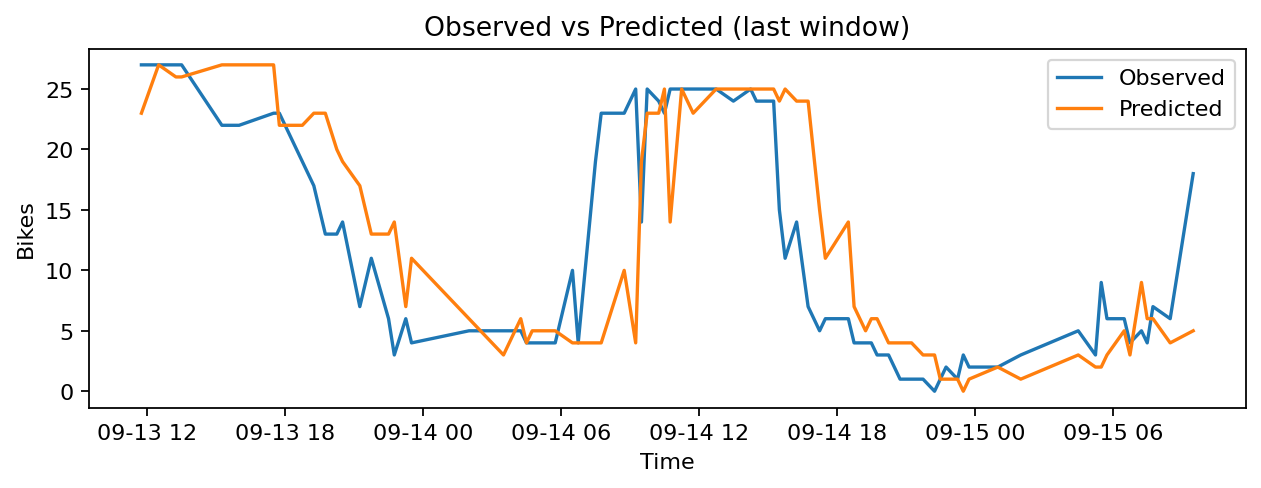 Observed vs Predicted (last window)
Observed
Predicted
25
20
15
10
5
0
Bikes
09-13 12 09-13 18 09-14 00 09-14 06 09-14 12 09-14 18 09-15 00 09-15 06
Time